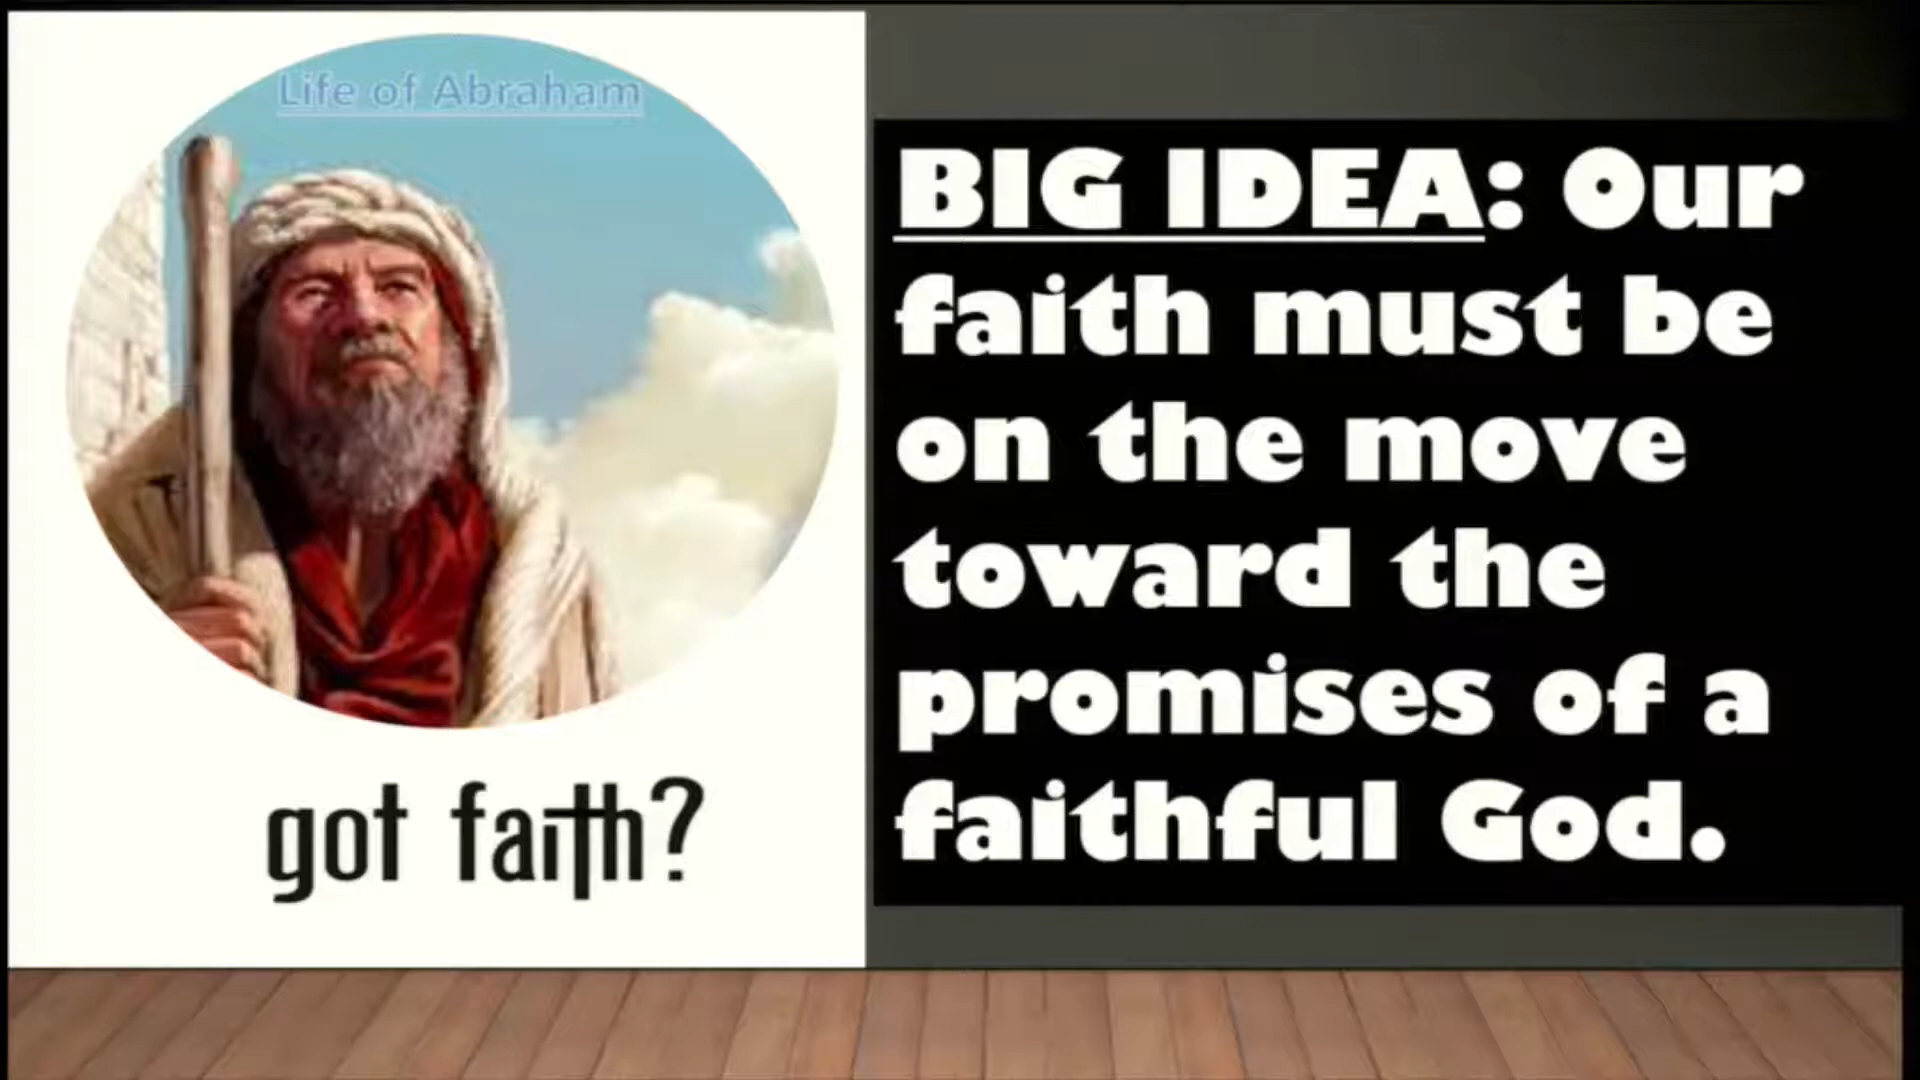 Life of Abraham
got faith?
BIG IDEA: Our
faith must be
on the move
toward the
promises of a
faithful God.